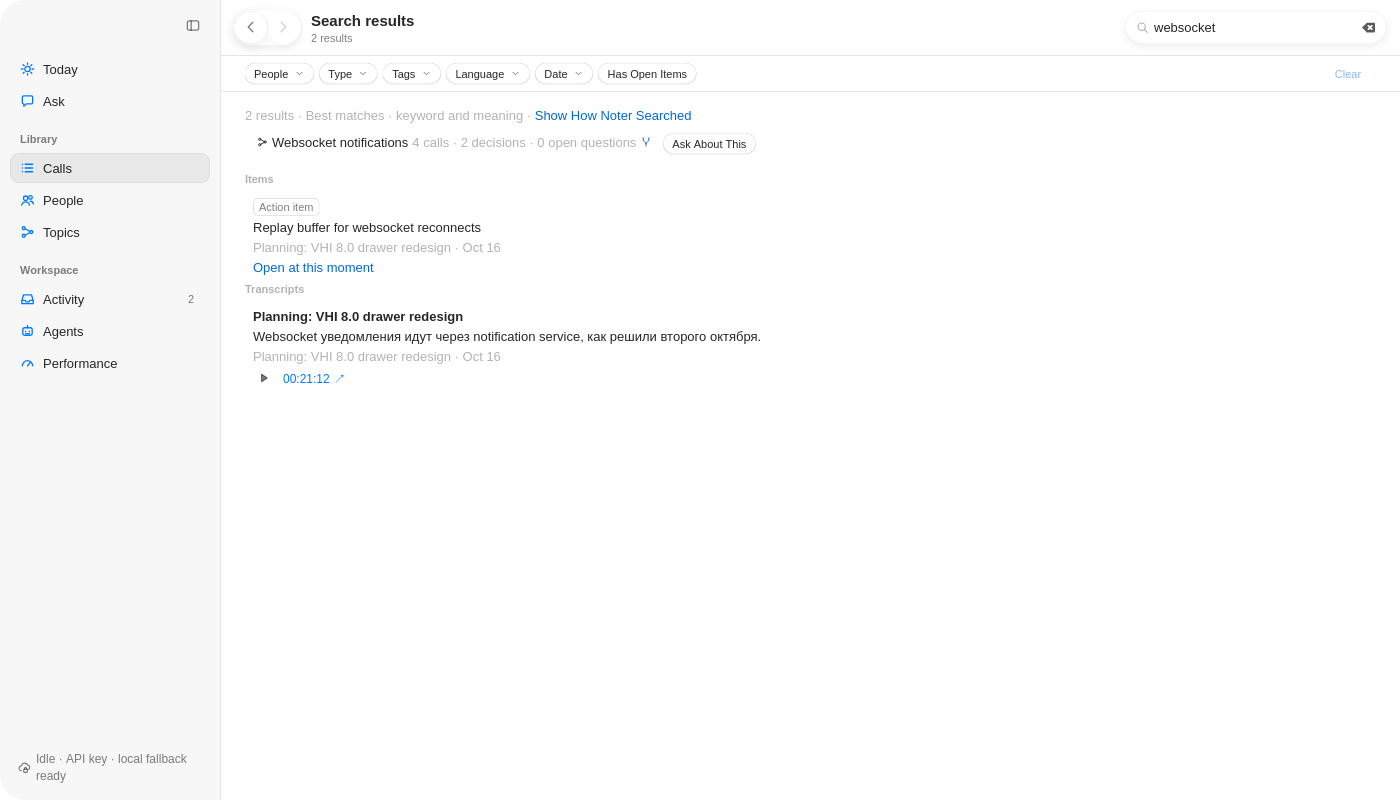 Search results
2 results
websocket
Today
Ask
Library
Calls
People
Topics
Workspace
Activity 2
Agents
Performance
Idle · API key · local fallback
ready
People Type Tags Language Date Has Open Items Clear
2 results · Best matches · keyword and meaning · Show How Noter Searched
Websocket notifications 4 calls · 2 decisions · 0 open questions Ask About This
Items
Action item
Replay buffer for websocket reconnects
Planning: VHI 8.0 drawer redesign · Oct 16
Open at this moment
Transcripts
Planning: VHI 8.0 drawer redesign
Websocket уведомления идут через notification service, как решили второго октября.
Planning: VHI 8.0 drawer redesign · Oct 16
00:21:12 ↗